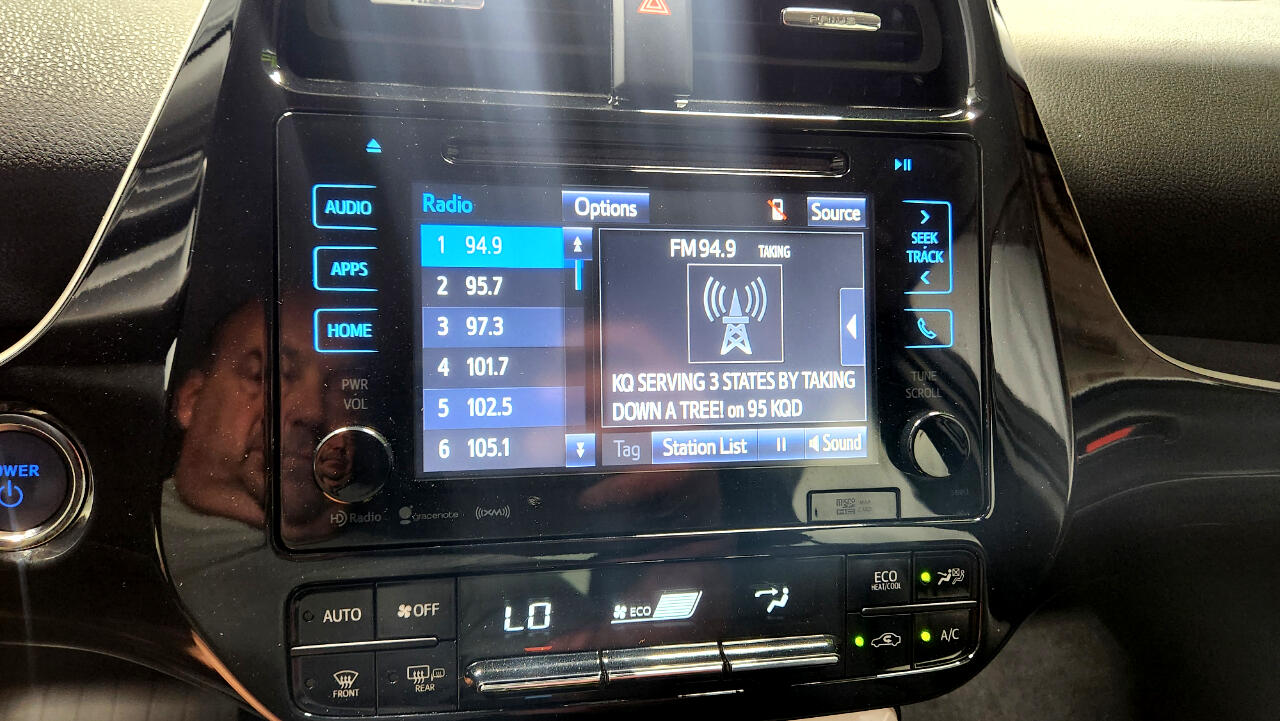 AUDIO
APPS
HOME
PWR
VOL
POWER
Radio
Options
Source
1 94.9
2 95.7
3 97.3
4 101.7
5 102.5
6 105.1
FM 94.9 TAKING
KQ SERVING 3 STATES BY TAKING
DOWN A TREE! on 95 KQD
Tag
Station List
Sound
SEEK
TRACK
TUNE
SCROLL
HD Radio
gracenote
((XM))
micro
AUTO
OFF
LO
ECO
ECO
HEAT/COOL
A/C
FRONT
REAR